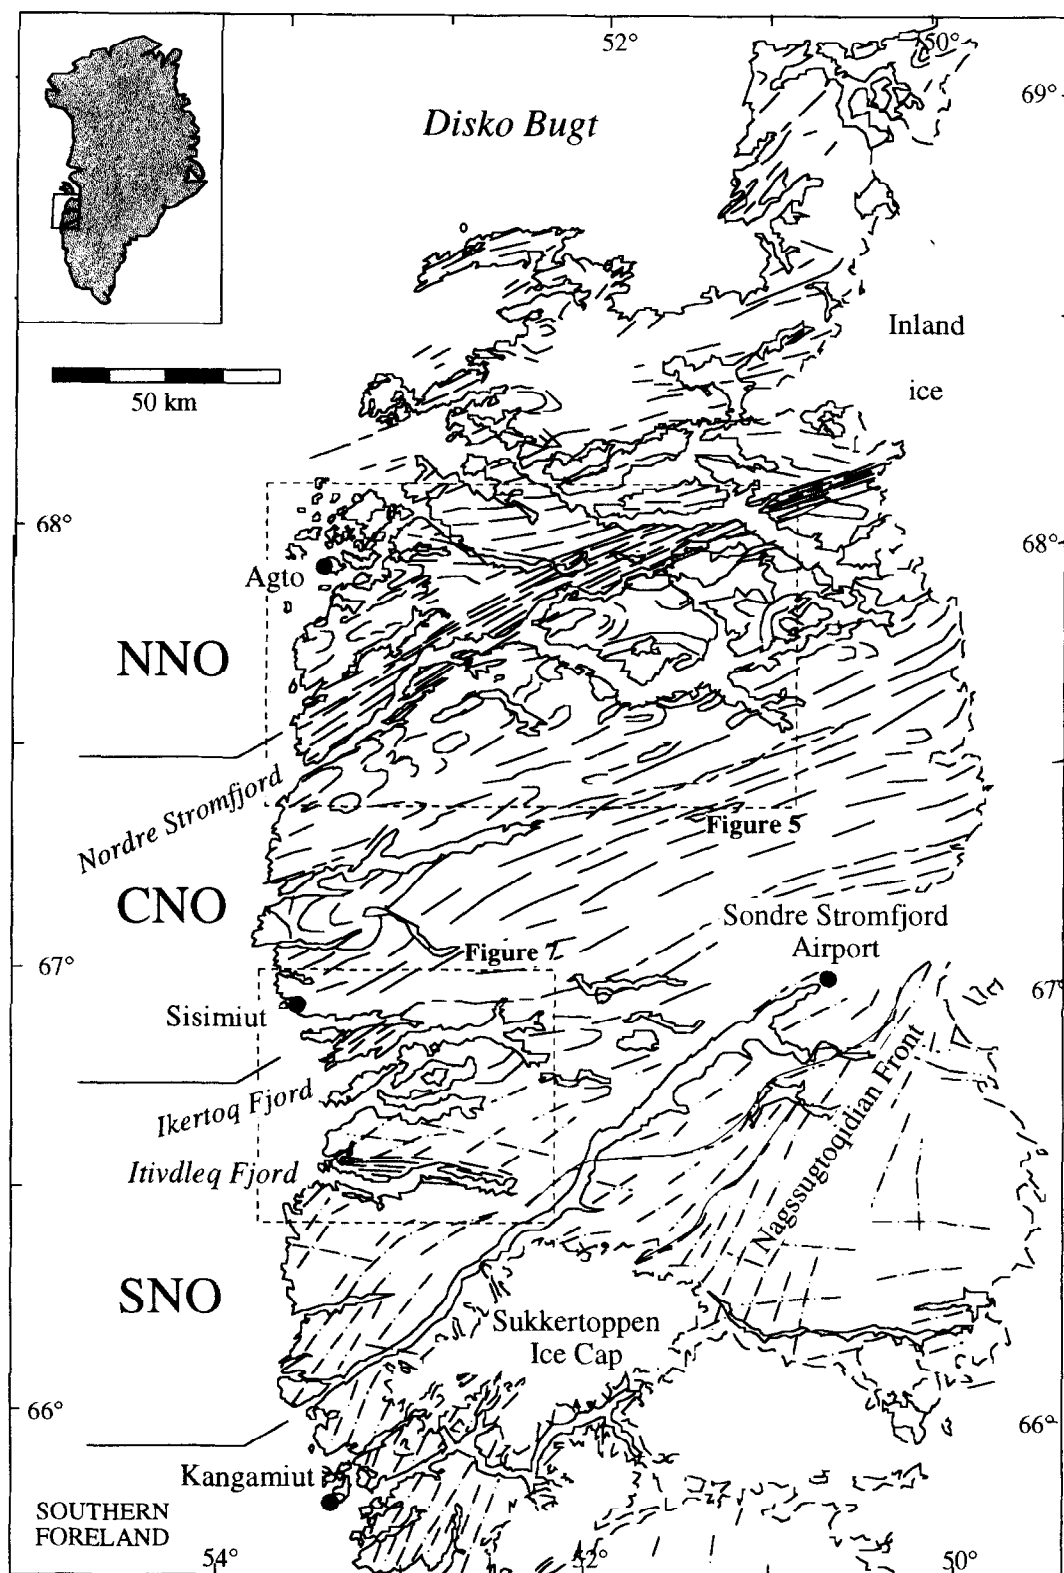 52°
50°
69°
Disko Bugt
Inland
ice
50 km
68°
68°
Agto
NNO
Nordre Stromfjord
Figure 5
CNO
Sondre Stromfjord
Airport
Figure 7
67°
67°
Sisimiut
Ikertoq Fjord
Nagssugtoqidian Front
Itivdleq Fjord
SNO
Sukkertoppen
Ice Cap
66°
66°
Kangamiut
SOUTHERN
FORELAND
54°
52°
50°